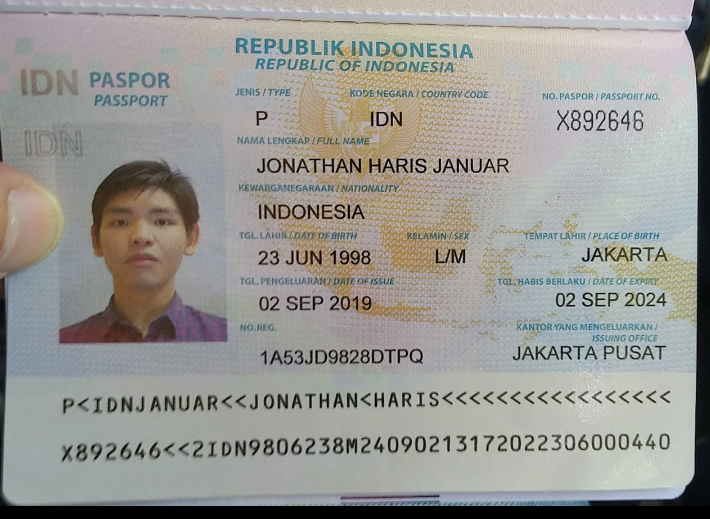 REPUBLIK INDONESIA
REPUBLIC OF INDONESIA
IDN PASPOR
PASSPORT
IDN
JENIS / TYPE KODE NEGARA / COUNTRY CODE NO. PASPOR / PASSPORT NO.
P IDN X892646
NAMA LENGKAP / FULL NAME
JONATHAN HARIS JANUAR
KEWARGANEGARAAN / NATIONALITY
INDONESIA
TGL. LAHIR / DATE OF BIRTH KELAMIN / SEX TEMPAT LAHIR / PLACE OF BIRTH
23 JUN 1998 L/M JAKARTA
TGL. PENGELUARAN / DATE OF ISSUE TGL. HABIS BERLAKU / DATE OF EXPIRY
02 SEP 2019 02 SEP 2024
NO.REG. KANTOR YANG MENGELUARKAN /
ISSUING OFFICE
1A53JD9828DTPQ JAKARTA PUSAT
P<IDNJANUAR<<JONATHAN<HARIS<<<<<<<<<<<<<<<<<
X892646<<2IDN9806238M24090213172022306000440